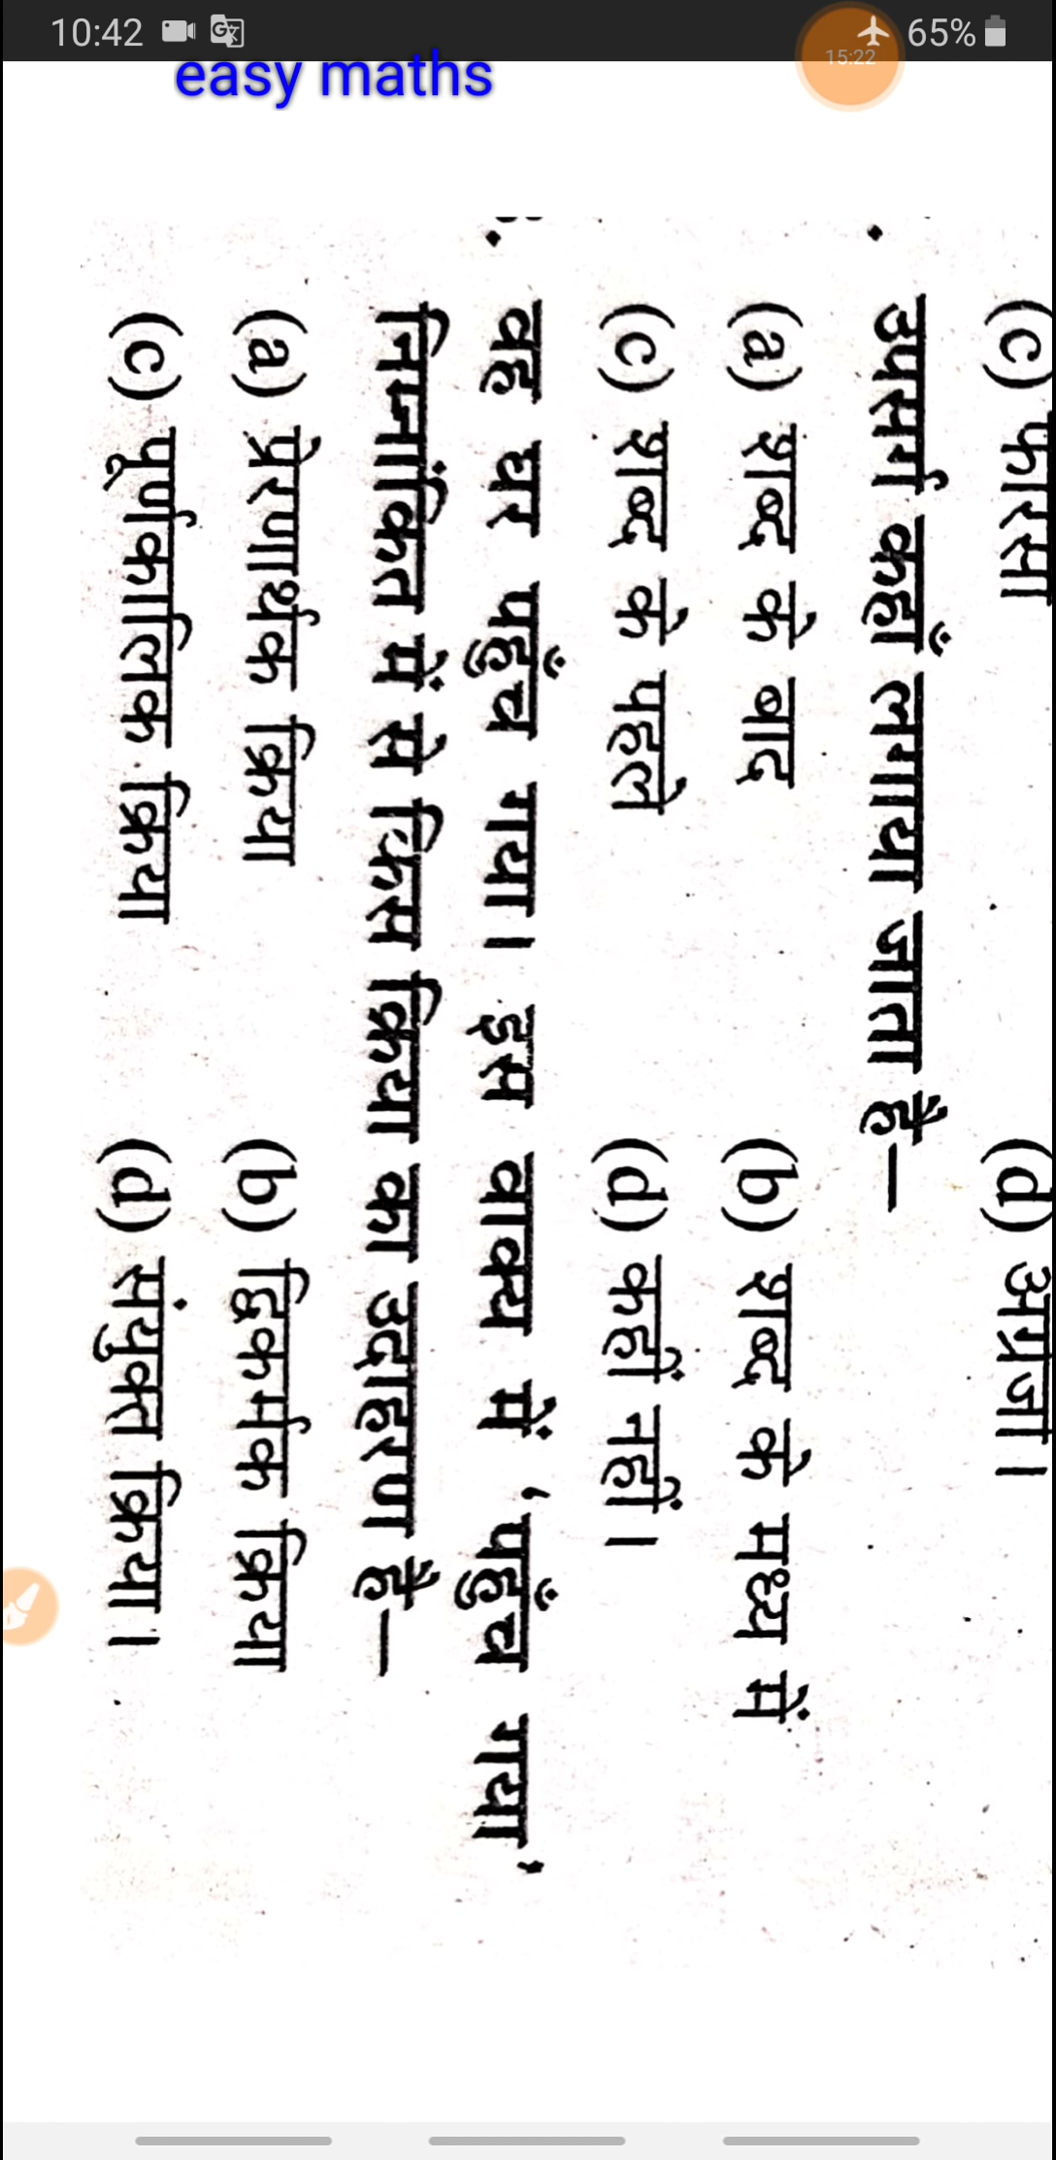 10:42
15:22
65%
easy maths
(c) फारसी (d) अंग्रेजी।
उपसर्ग कहाँ लगाया जाता है—
(a) शब्द के बाद (b) शब्द के मध्य में
(c) शब्द के पहले (d) कहीं नहीं।
वह घर पहुँच गया। इस वाक्य में ‘पहुँच गया’
निम्नांकित में से किस क्रिया का उदाहरण है—
(a) प्रेरणार्थक क्रिया (b) द्विकर्मक क्रिया
(c) पूर्णकालिक क्रिया (d) संयुक्त क्रिया।